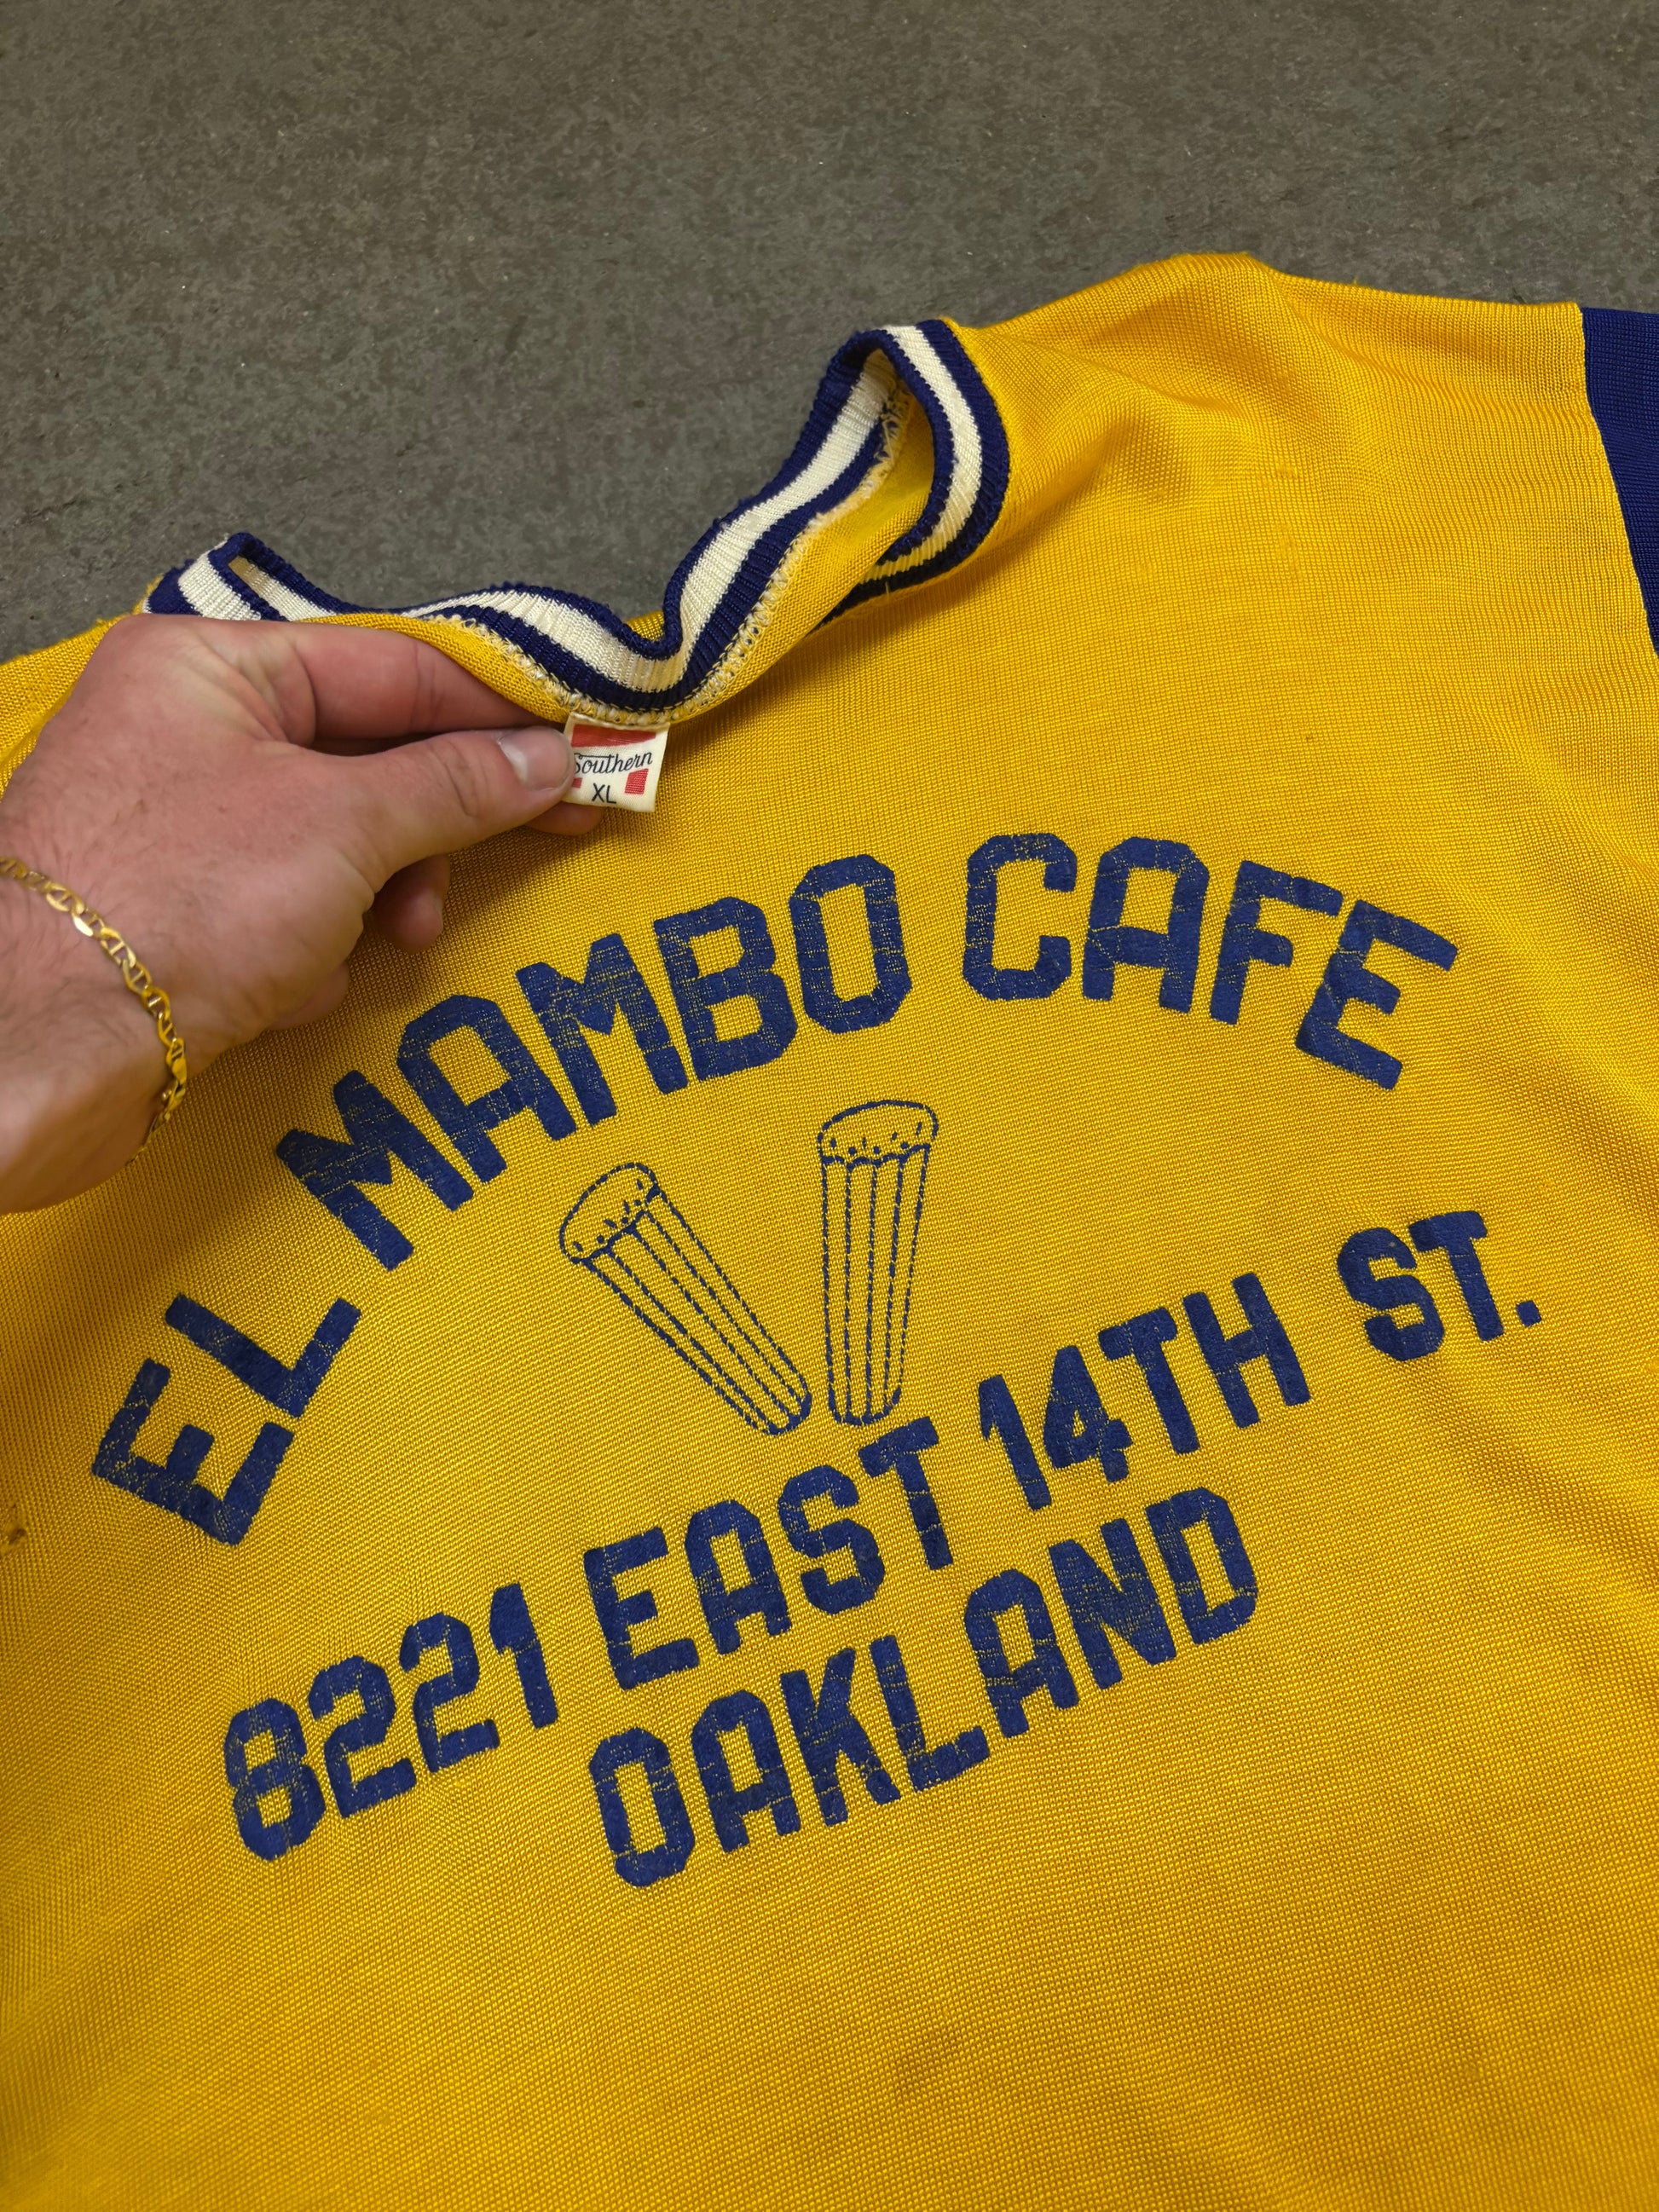 Southern
XL
EL MAMBO CAFE
8221 EAST 14TH ST.
OAKLAND